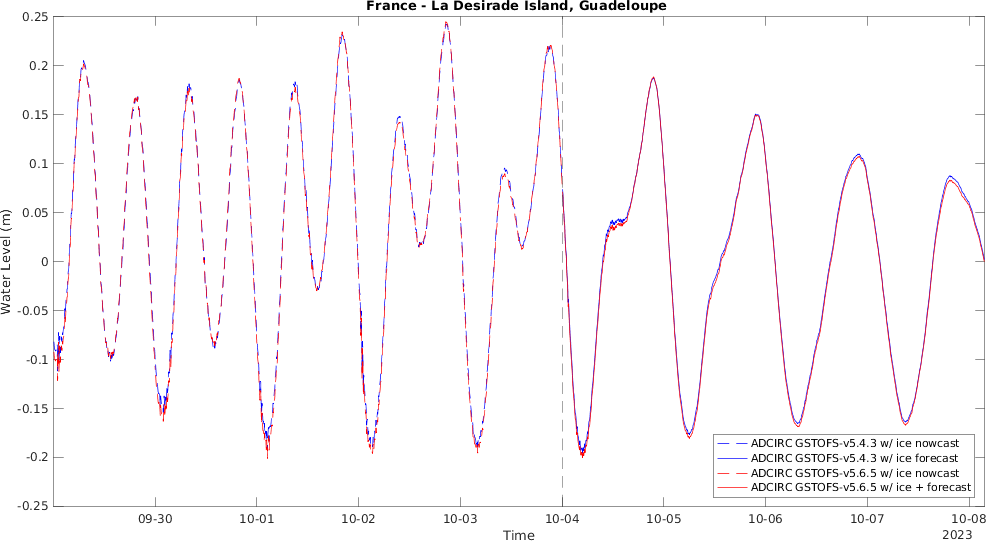 France - La Desirade Island, Guadeloupe
0.25
0.2
0.15
0.1
0.05
0
-0.05
-0.1
-0.15
-0.2
-0.25
Water Level (m)
ADCIRC GSTOFS-v5.4.3 w/ ice nowcast
ADCIRC GSTOFS-v5.4.3 w/ ice forecast
ADCIRC GSTOFS-v5.6.5 w/ ice nowcast
ADCIRC GSTOFS-v5.6.5 w/ ice + forecast
09-30 10-01 10-02 10-03 10-04 10-05 10-06 10-07 10-08
Time
2023